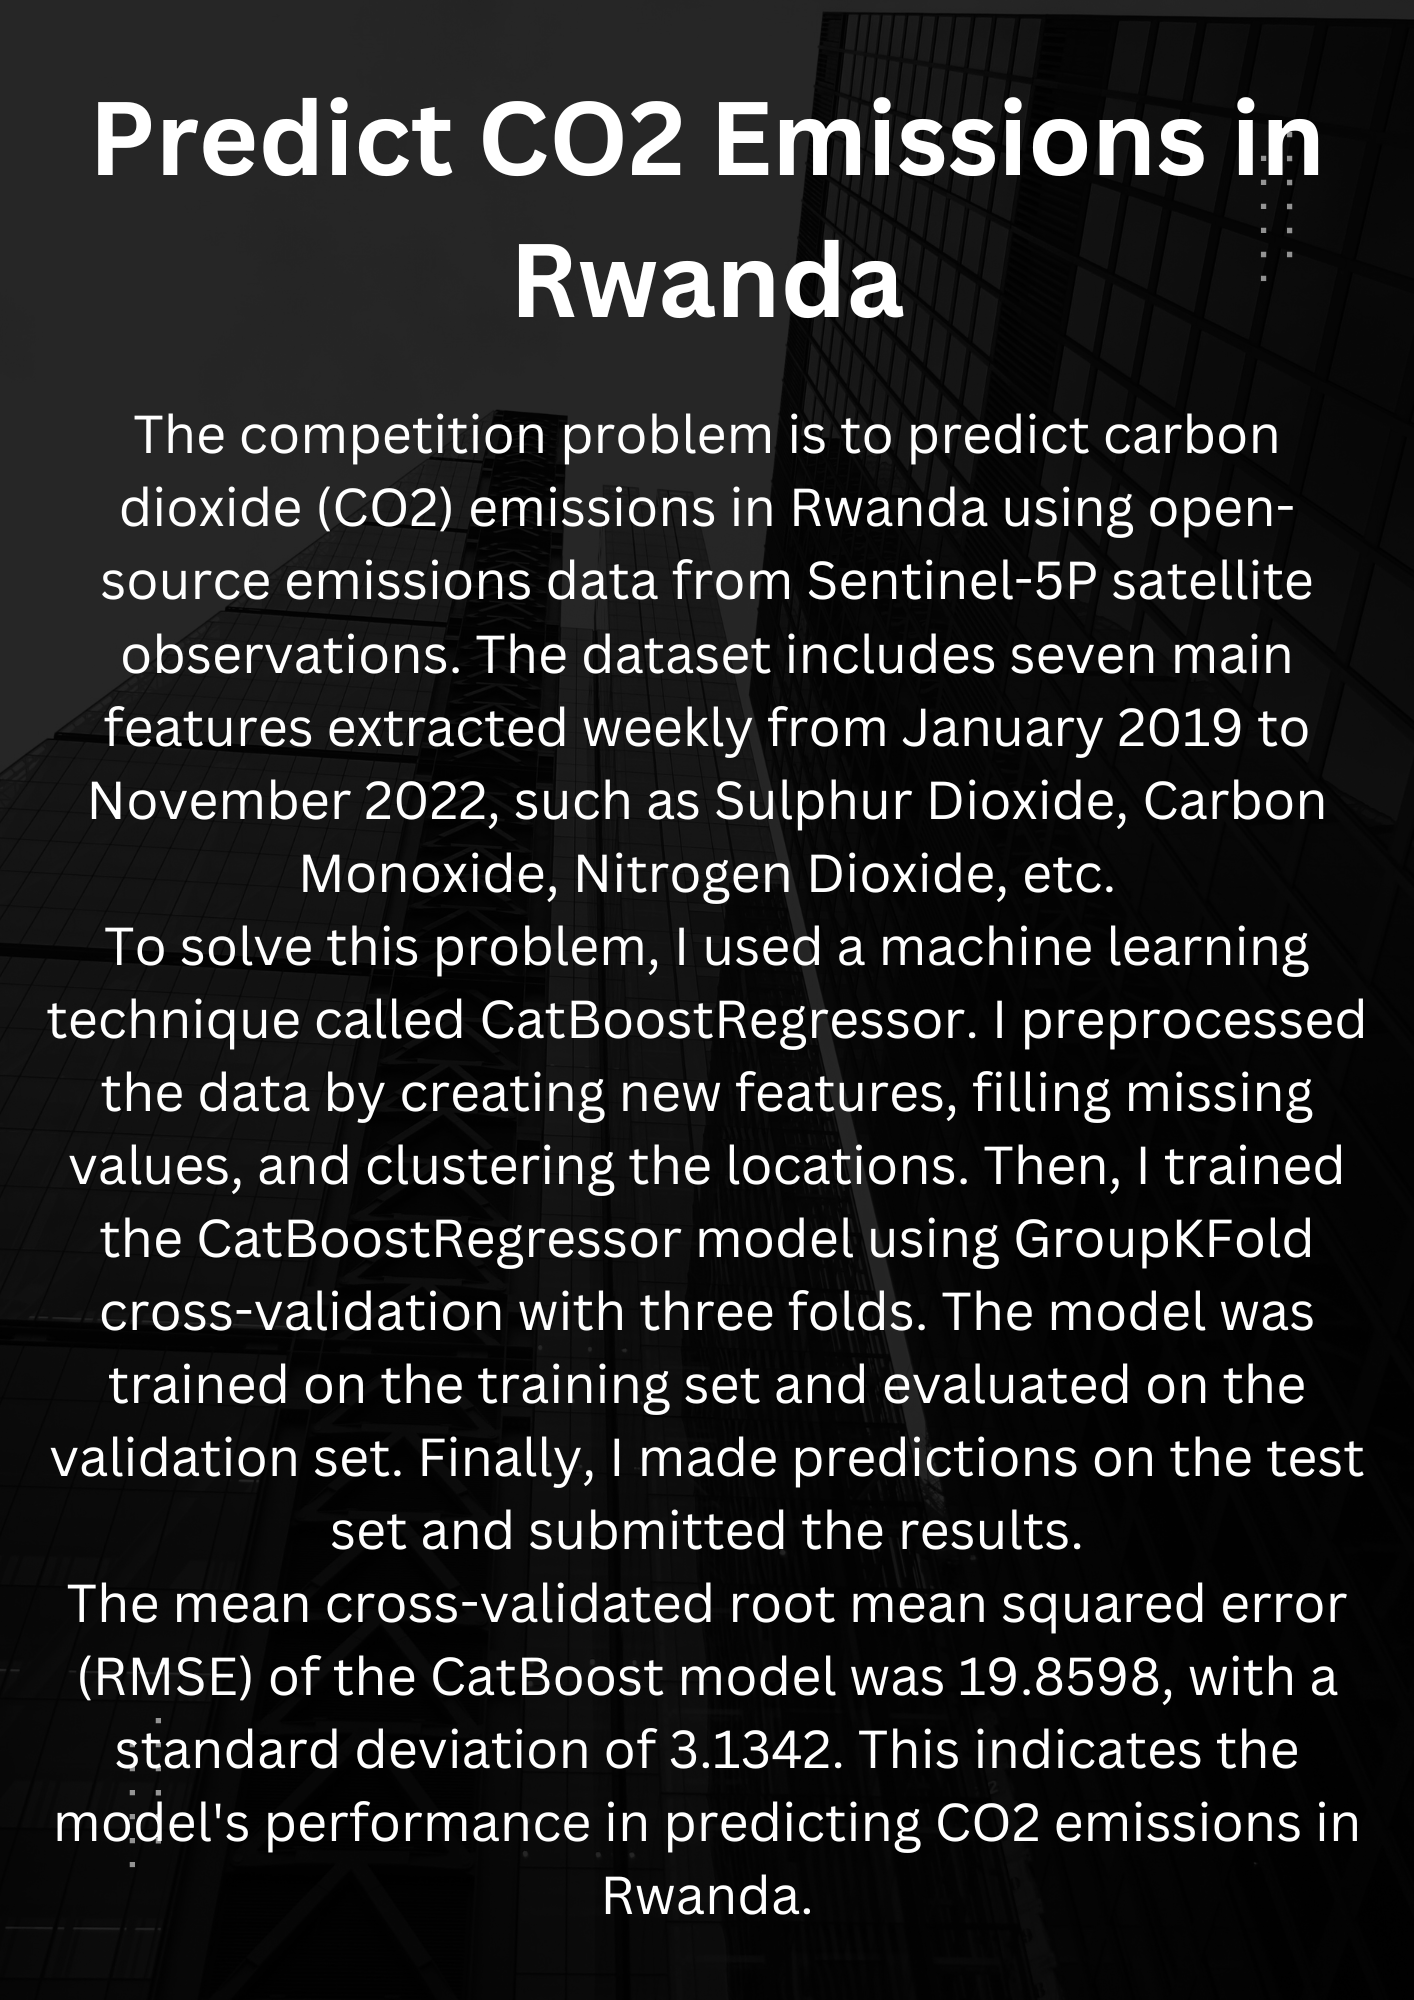 Predict CO2 Emissions in
Rwanda
The competition problem is to predict carbon
dioxide (CO2) emissions in Rwanda using open-
source emissions data from Sentinel-5P satellite
observations. The dataset includes seven main
features extracted weekly from January 2019 to
November 2022, such as Sulphur Dioxide, Carbon
Monoxide, Nitrogen Dioxide, etc.
To solve this problem, I used a machine learning
technique called CatBoostRegressor. I preprocessed
the data by creating new features, filling missing
values, and clustering the locations. Then, I trained
the CatBoostRegressor model using GroupKFold
cross-validation with three folds. The model was
trained on the training set and evaluated on the
validation set. Finally, I made predictions on the test
set and submitted the results.
The mean cross-validated root mean squared error
(RMSE) of the CatBoost model was 19.8598, with a
standard deviation of 3.1342. This indicates the
model's performance in predicting CO2 emissions in
Rwanda.